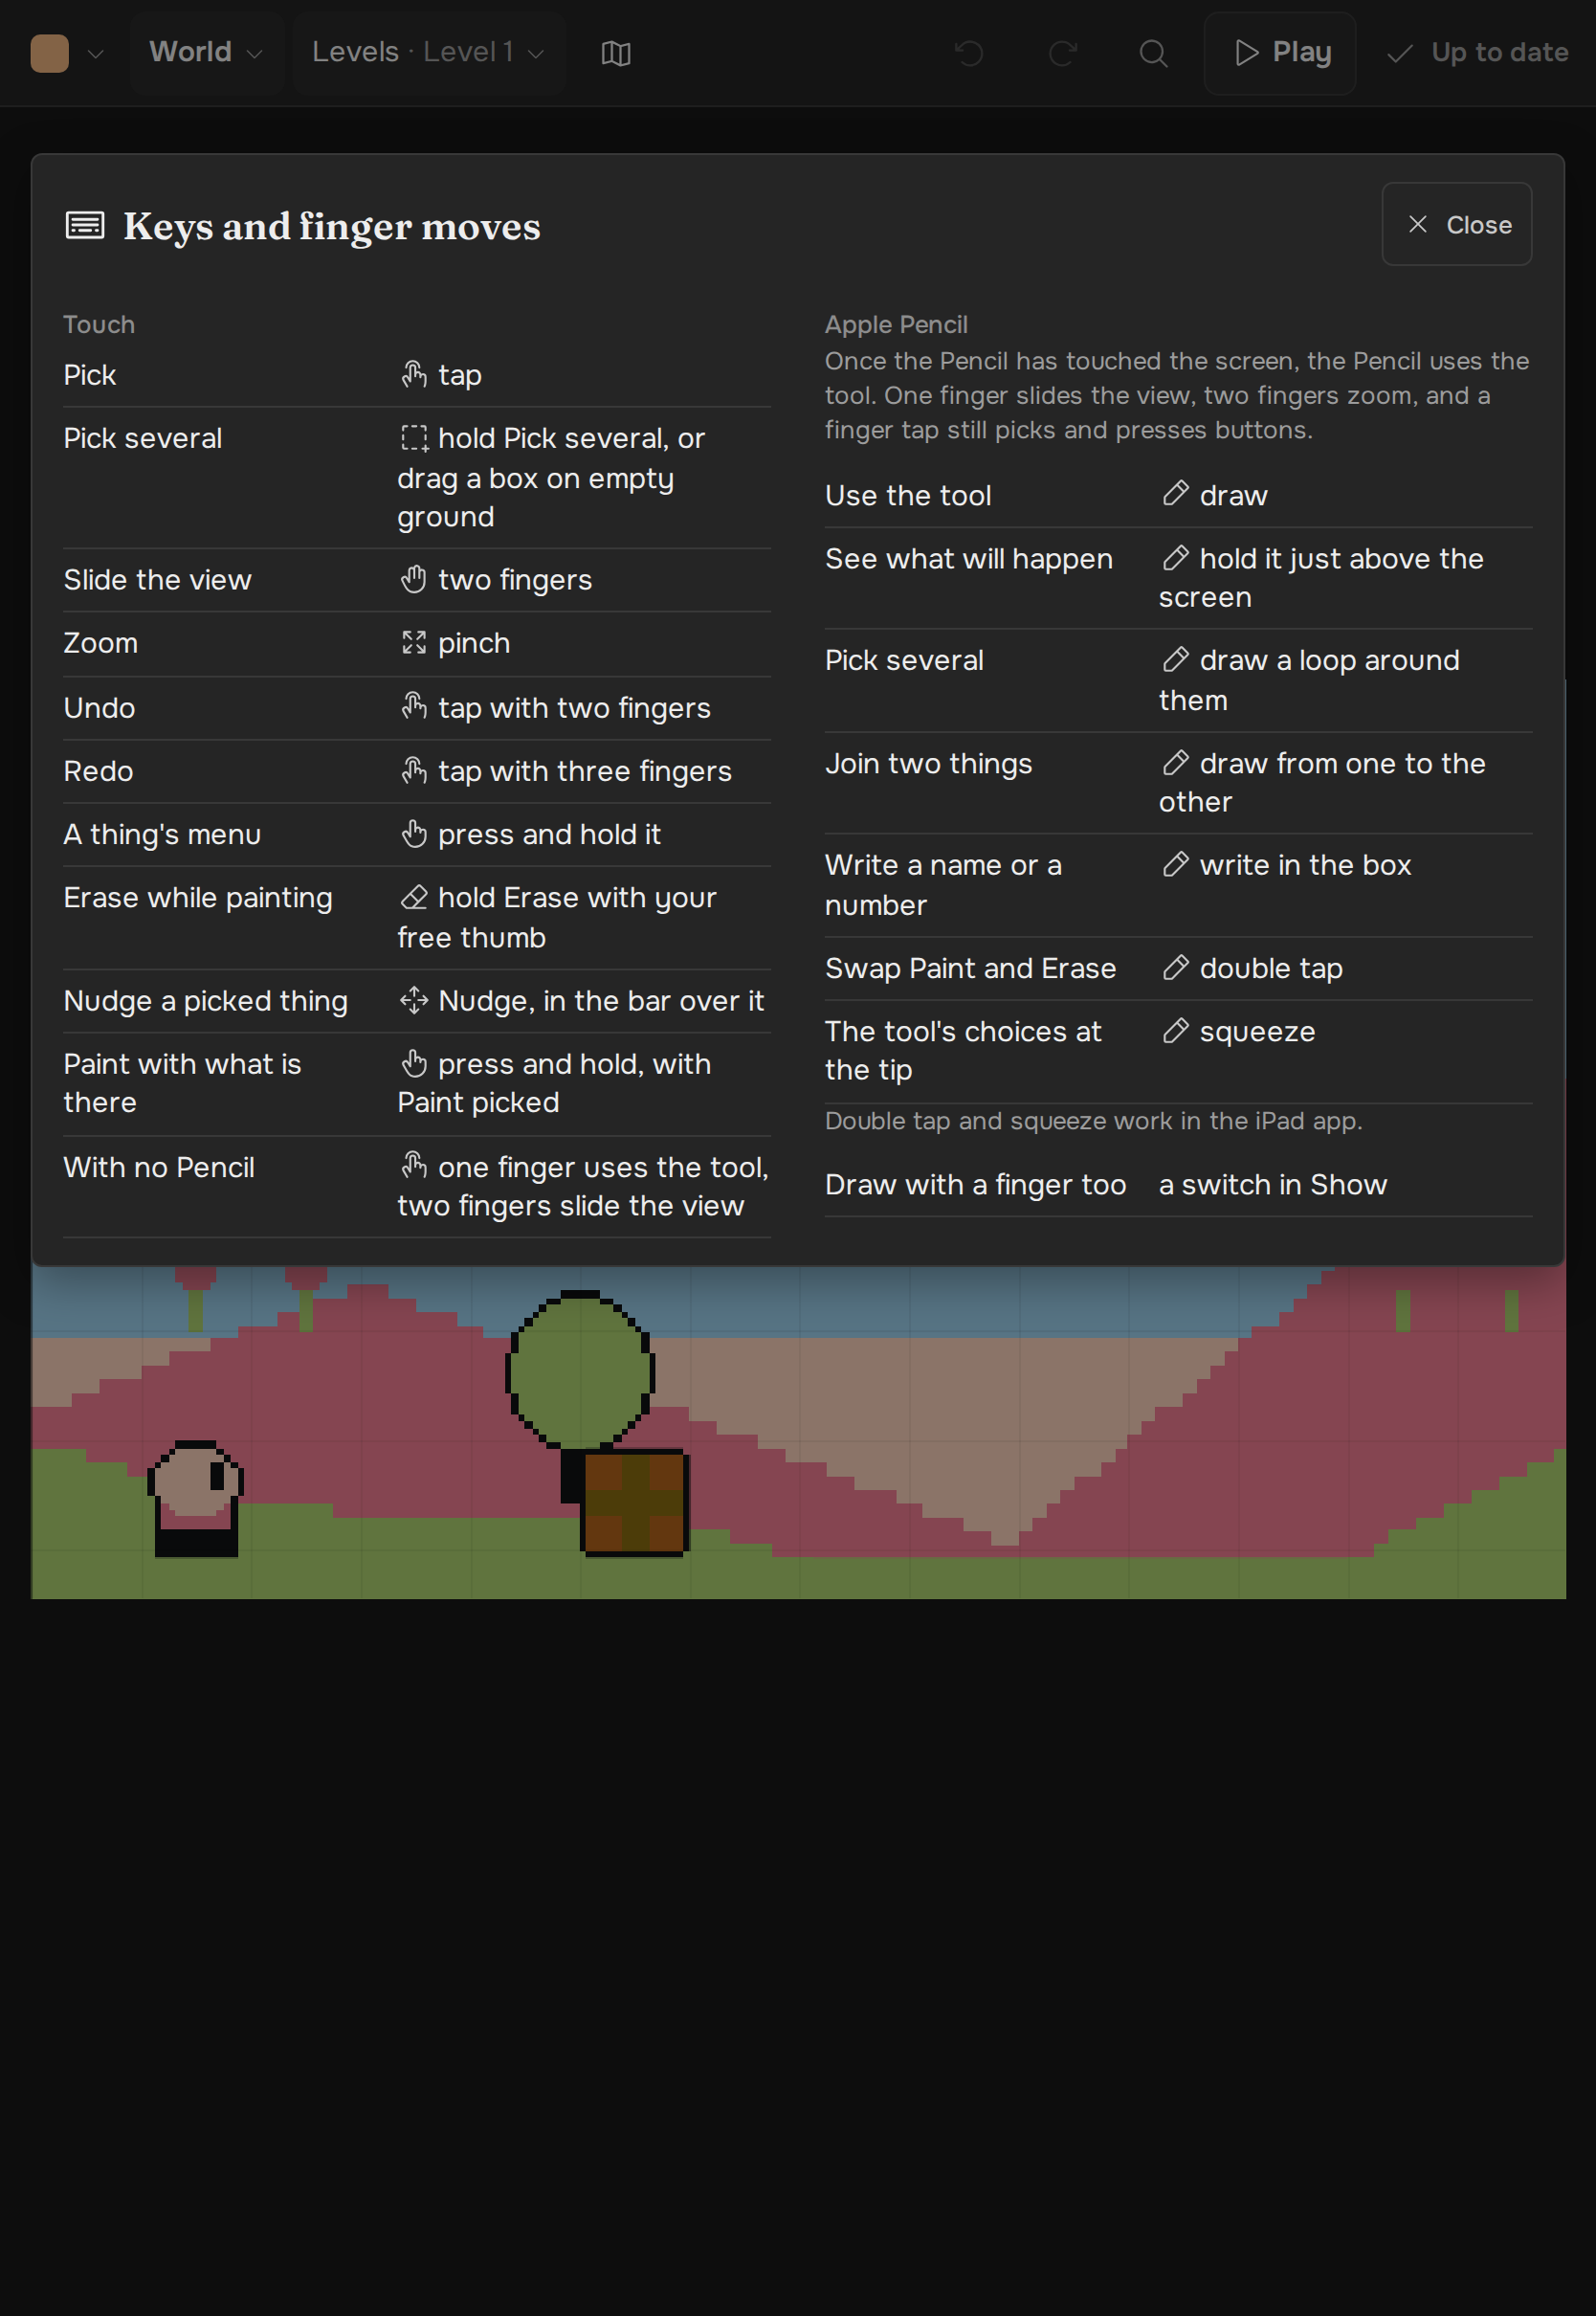 World
Levels · Level 1
Play
Up to date
Keys and finger moves
Close
Touch
Pick
tap
Pick several
hold Pick several, or
drag a box on empty
ground
Slide the view
two fingers
Zoom
pinch
Undo
tap with two fingers
Redo
tap with three fingers
A thing's menu
press and hold it
Erase while painting
hold Erase with your
free thumb
Nudge a picked thing
Nudge, in the bar over it
Paint with what is
there
press and hold, with
Paint picked
With no Pencil
one finger uses the tool,
two fingers slide the view
Apple Pencil
Once the Pencil has touched the screen, the Pencil uses the
tool. One finger slides the view, two fingers zoom, and a
finger tap still picks and presses buttons.
Use the tool
draw
See what will happen
hold it just above the
screen
Pick several
draw a loop around
them
Join two things
draw from one to the
other
Write a name or a
number
write in the box
Swap Paint and Erase
double tap
The tool's choices at
the tip
squeeze
Double tap and squeeze work in the iPad app.
Draw with a finger too
a switch in Show